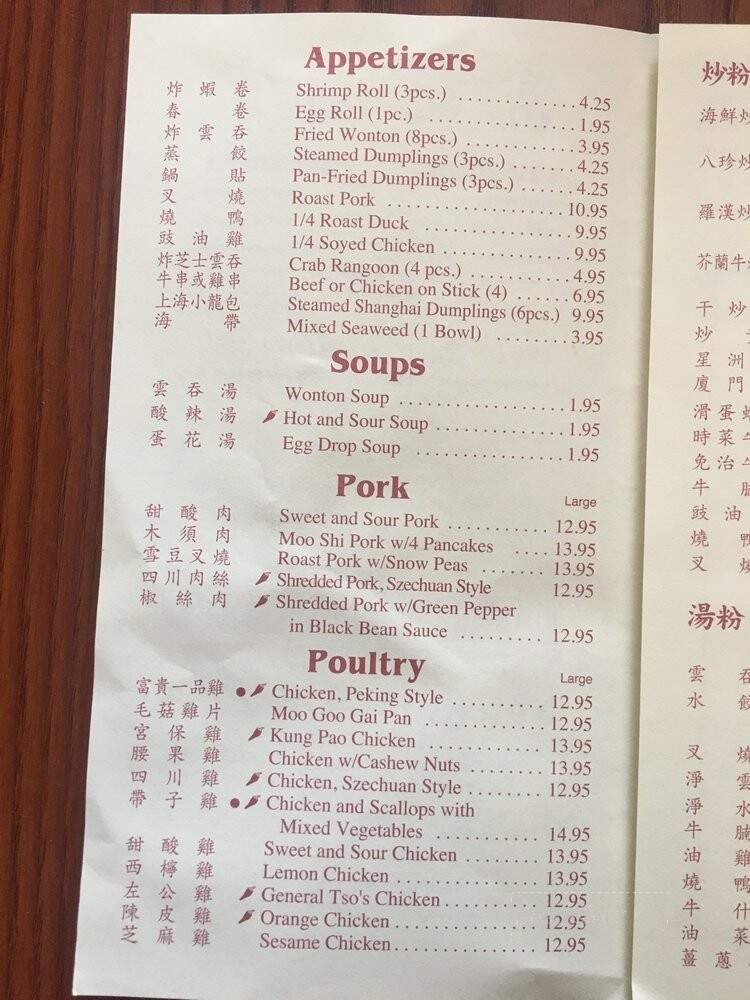 Appetizers
炸蝦卷 Shrimp Roll (3pcs.) 4.25
春卷 Egg Roll (1pc.) 1.95
炸雲吞 Fried Wonton (8pcs.) 3.95
蒸餃 Steamed Dumplings (3pcs.) 4.25
鍋貼 Pan-Fried Dumplings (3pcs.) 4.25
叉燒 Roast Pork 10.95
燒鴨 1/4 Roast Duck 9.95
豉油雞 1/4 Soyed Chicken 9.95
炸芝士雲吞 Crab Rangoon (4 pcs.) 4.95
牛串或雞串 Beef or Chicken on Stick (4) 6.95
上海小龍包 Steamed Shanghai Dumplings (6pcs.) 9.95
海帶 Mixed Seaweed (1 Bowl) 3.95
Soups
雲吞湯 Wonton Soup 1.95
酸辣湯 Hot and Sour Soup 1.95
蛋花湯 Egg Drop Soup 1.95
Pork
Large
甜酸肉 Sweet and Sour Pork 12.95
木須肉 Moo Shi Pork w/4 Pancakes 13.95
雪豆叉燒 Roast Pork w/Snow Peas 13.95
四川肉絲 Shredded Pork, Szechuan Style 12.95
椒絲肉 Shredded Pork w/Green Pepper
in Black Bean Sauce 12.95
Poultry
Large
富貴一品雞 Chicken, Peking Style 12.95
毛菇雞片 Moo Goo Gai Pan 12.95
宮保雞 Kung Pao Chicken 13.95
腰果雞 Chicken w/Cashew Nuts 13.95
四川雞 Chicken, Szechuan Style 12.95
帶子雞 Chicken and Scallops with
Mixed Vegetables 14.95
甜酸雞 Sweet and Sour Chicken 13.95
西檸雞 Lemon Chicken 13.95
左公雞 General Tso's Chicken 12.95
陳皮雞 Orange Chicken 12.95
芝麻雞 Sesame Chicken 12.95
炒粉
海鮮炒
八珍炒
羅漢炒
芥蘭牛
干炒
炒
星洲
廈門
滑蛋
時菜牛
免治牛
牛腩
豉油
燒鴨
叉燒
湯粉
雲吞
水餃
叉燒
淨雲
淨水
牛腩
油雞
燒鴨
牛什
油菜
薑蔥